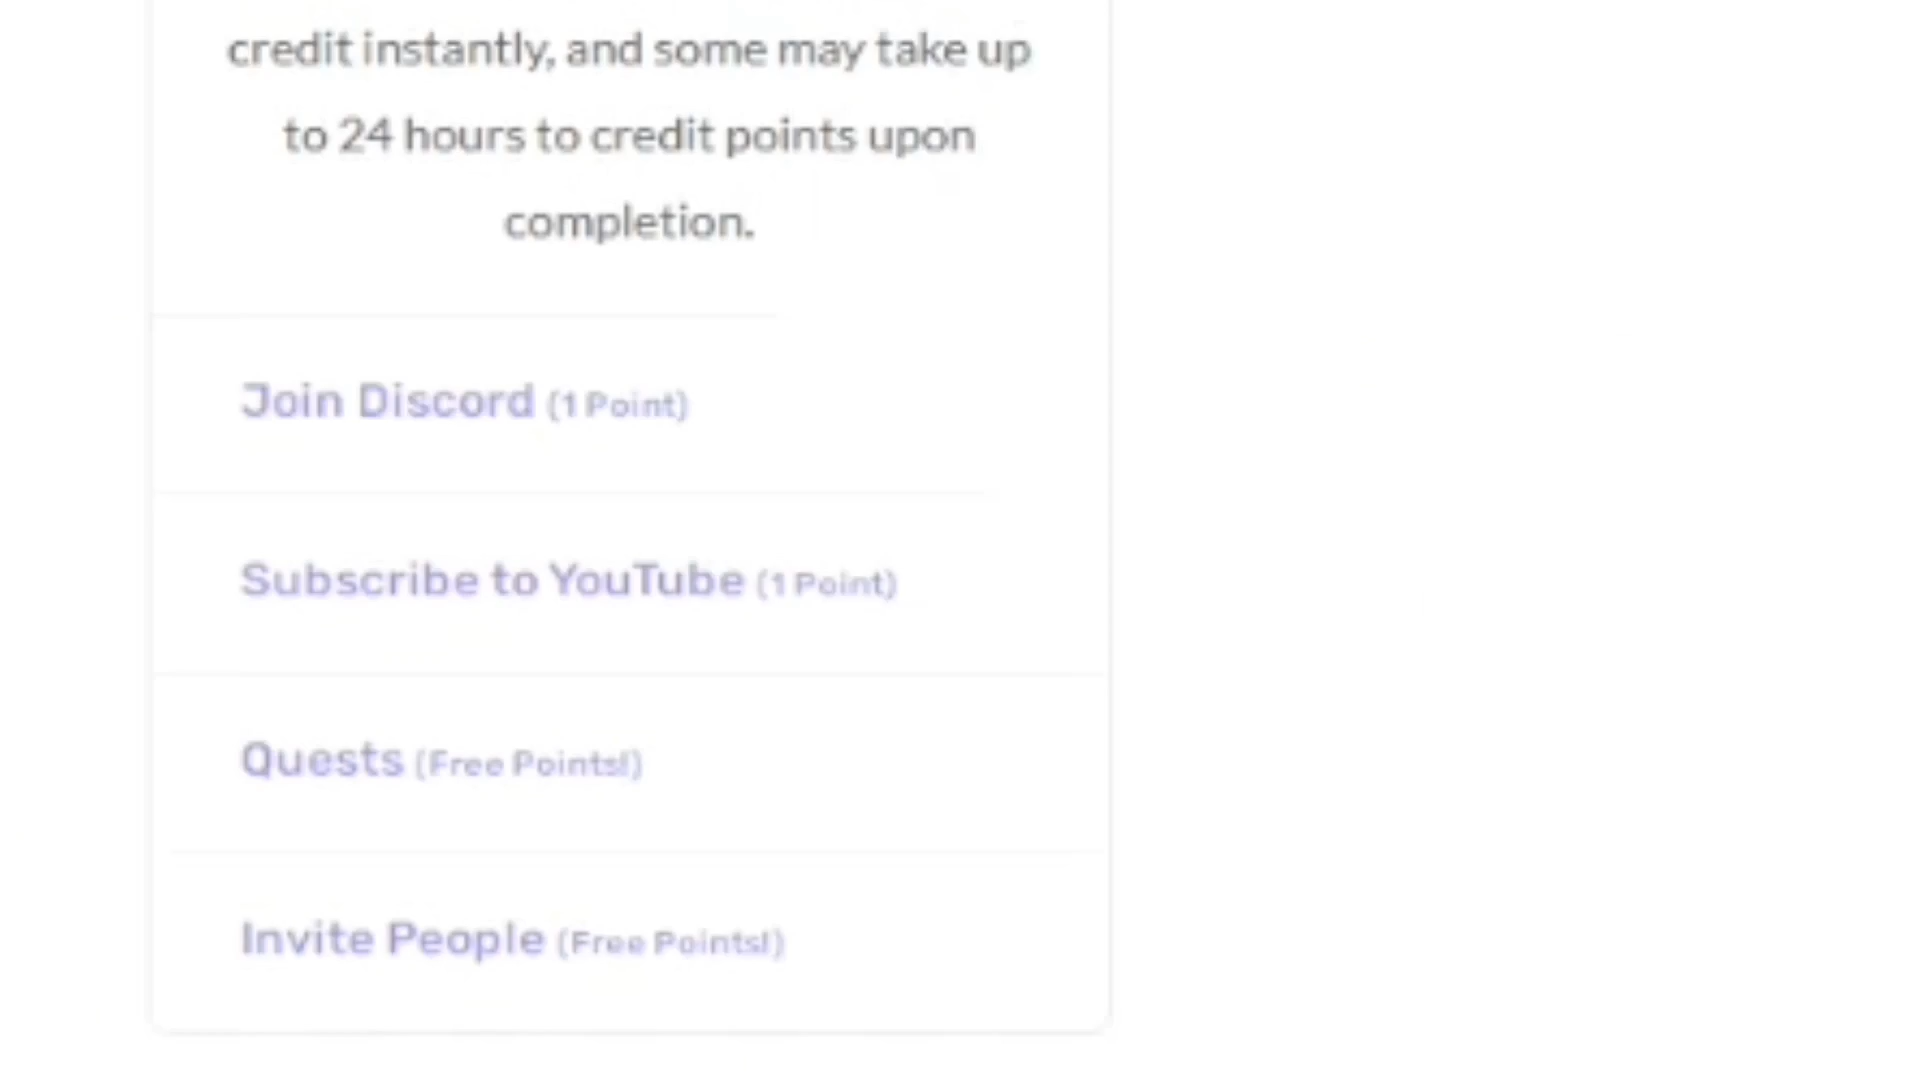 credit instantly, and some may take up
to 24 hours to credit points upon
completion.
Join Discord (1 Point)
Subscribe to YouTube (1 Point)
Quests (Free Points!)
Invite People (Free Points!)